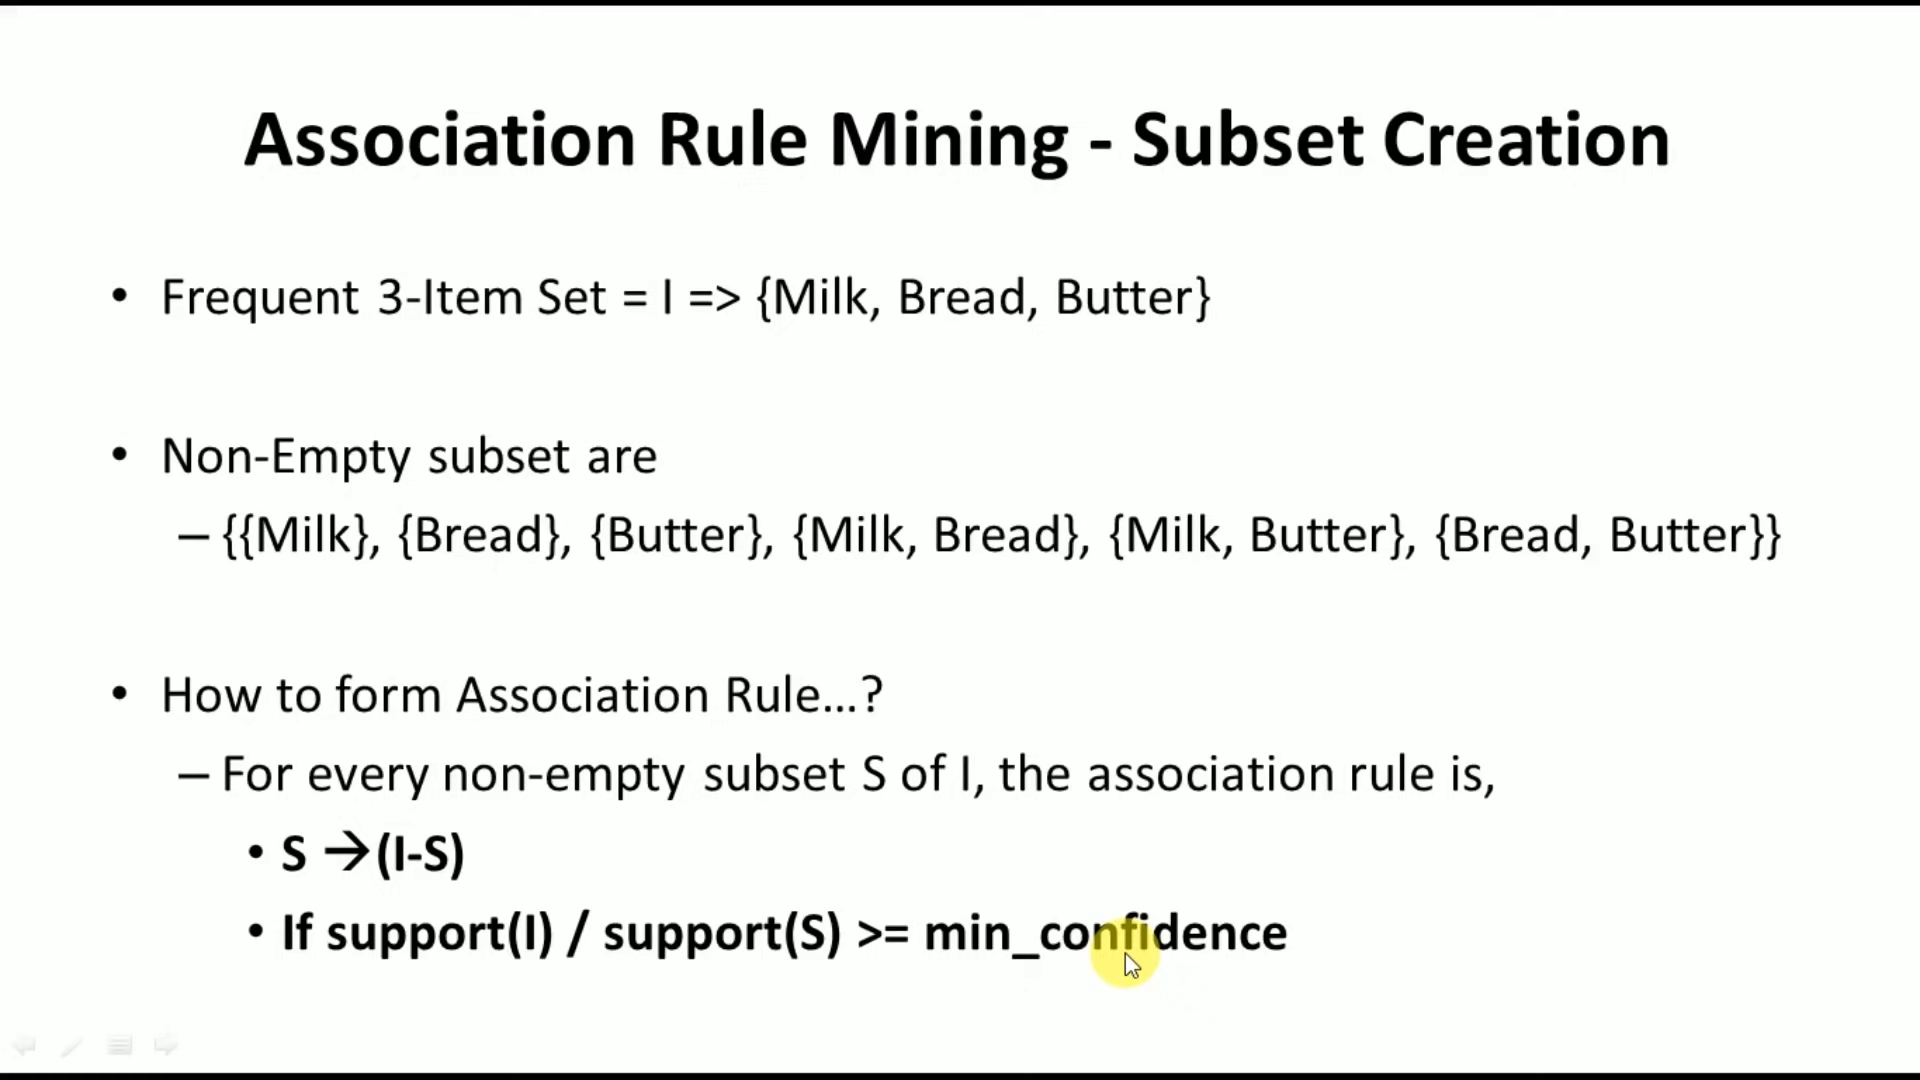 Association Rule Mining - Subset Creation
• Frequent 3-Item Set = I => {Milk, Bread, Butter}
• Non-Empty subset are
– {{Milk}, {Bread}, {Butter}, {Milk, Bread}, {Milk, Butter}, {Bread, Butter}}
• How to form Association Rule...?
– For every non-empty subset S of I, the association rule is,
• S →(I-S)
• If support(I) / support(S) >= min_confidence